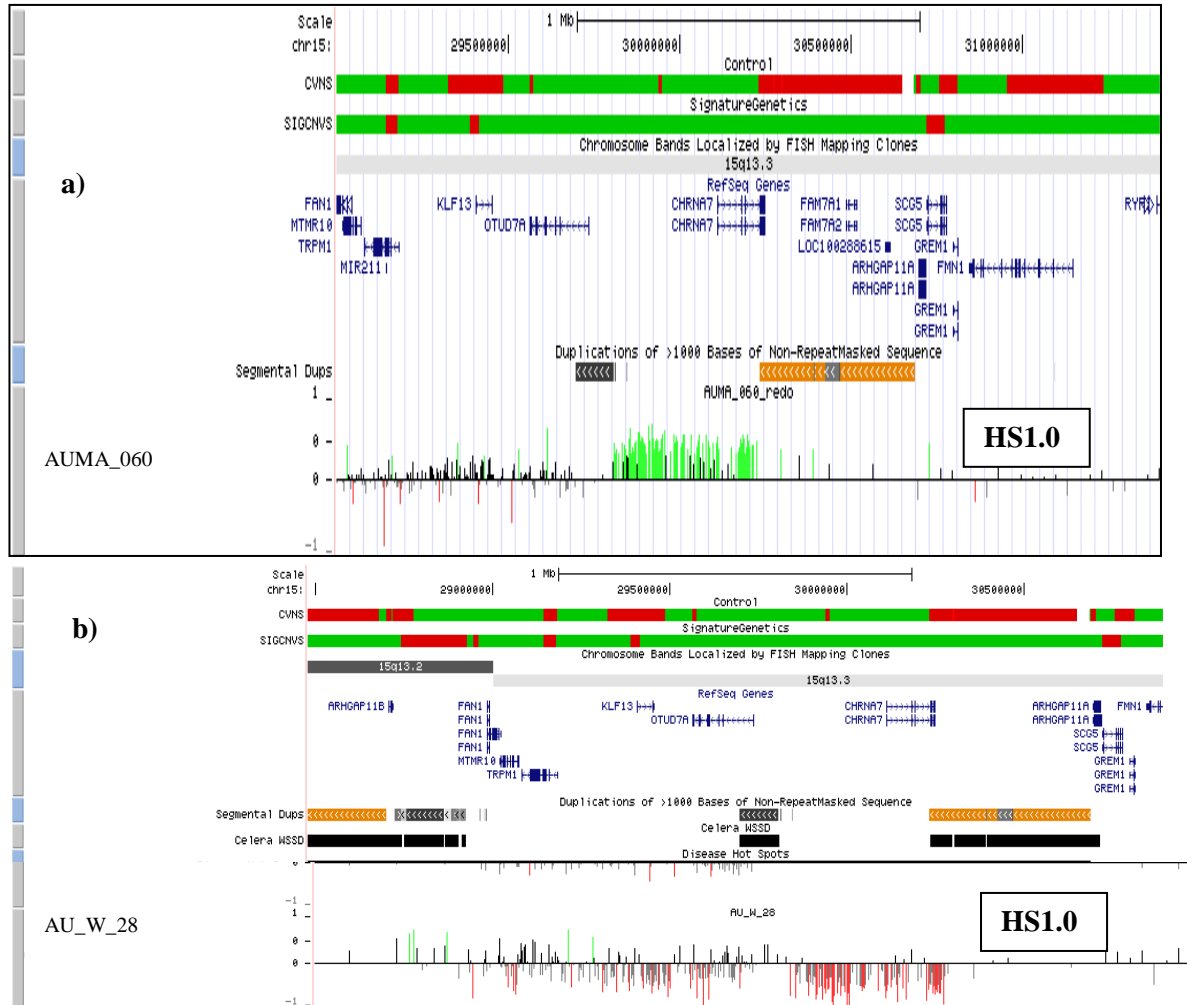 Scale 1 Mb
chr15: 29500000 30000000 30500000 31000000
Control
CVNS
SignatureGenetics
SIGCNVS
Chromosome Bands Localized by FISH Mapping Clones
15q13.3
a)
RefSeq Genes
FAN1 KLF13 CHRNA7 FAM7A1 SCG5
MTMR10 OTUD7A CHRNA7 FAM7A2 SCG5
TRPM1 LOC100288615 GREM1
MIR211 ARHGAP11A FMN1
ARHGAP11A
GREM1
GREM1
Duplications of >1000 Bases of Non-RepeatMasked Sequence
Segmental Dups
AUMA_060_redo
1
HS1.0
0
AUMA_060
0
-1
Scale 1 Mb
chr15: 29000000 29500000 30000000 30500000
Control
CVNS
b)
SignatureGenetics
SIGCNVS
Chromosome Bands Localized by FISH Mapping Clones
15q13.2
15q13.3
RefSeq Genes
ARHGAP11B FAN1 KLF13 CHRNA7 ARHGAP11A FMN1
FAN1 OTUD7A CHRNA7 ARHGAP11A
FAN1 SCG5
FAN1 SCG5
MTMR10 GREM1
TRPM1 GREM1
GREM1
Duplications of >1000 Bases of Non-RepeatMasked Sequence
Segmental Dups
Celera WSSD
Celera WSSD
Disease Hot Spots
0
-1
1
AU_W_28
HS1.0
AU_W_28
0
0
-1